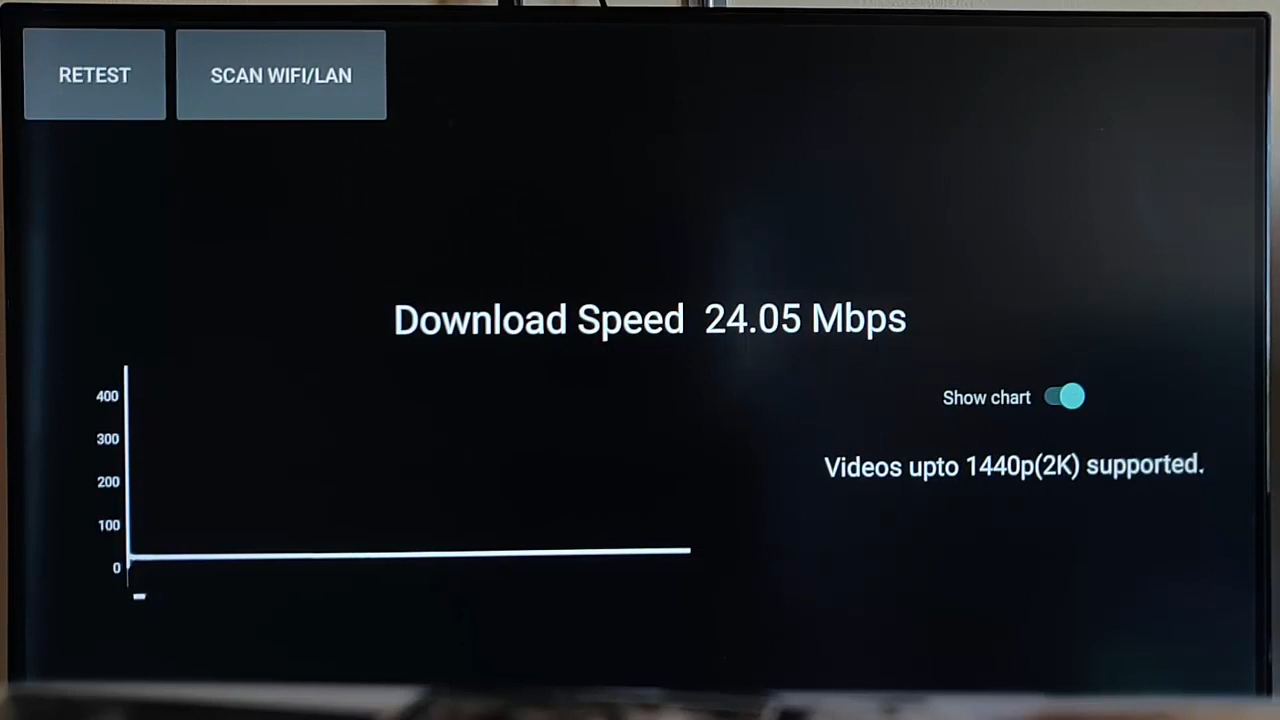 RETEST
SCAN WIFI/LAN
Download Speed 24.05 Mbps
Show chart
Videos upto 1440p(2K) supported.
400
300
200
100
0